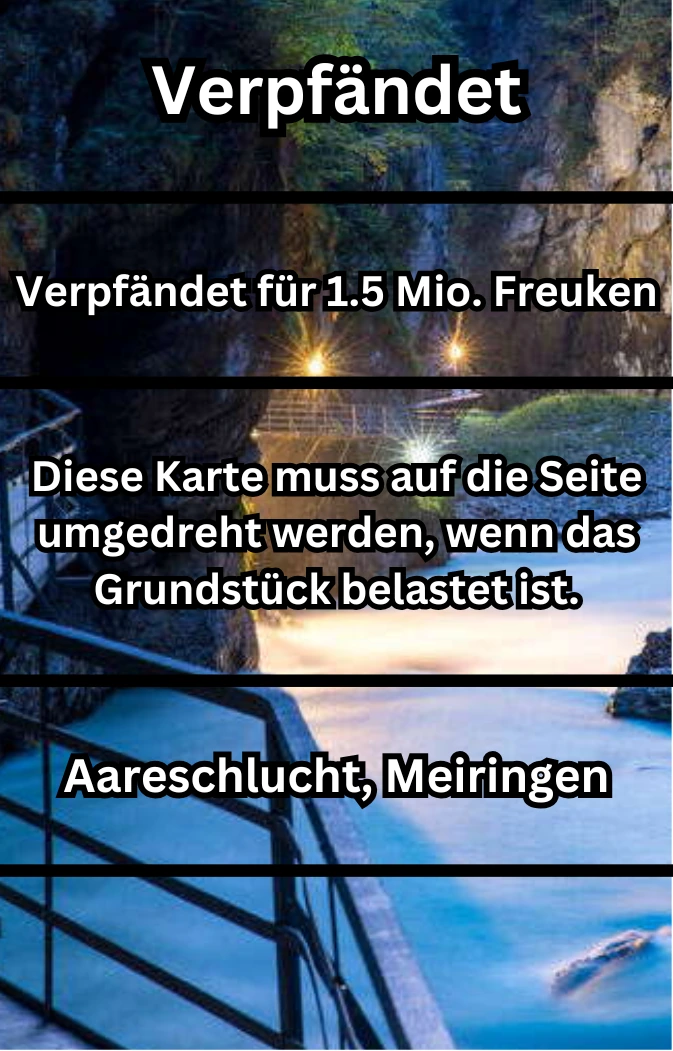 Verpfändet
Verpfändet für 1.5 Mio. Freuken
Diese Karte muss auf die Seite
umgedreht werden, wenn das
Grundstück belastet ist.
Aareschlucht, Meiringen